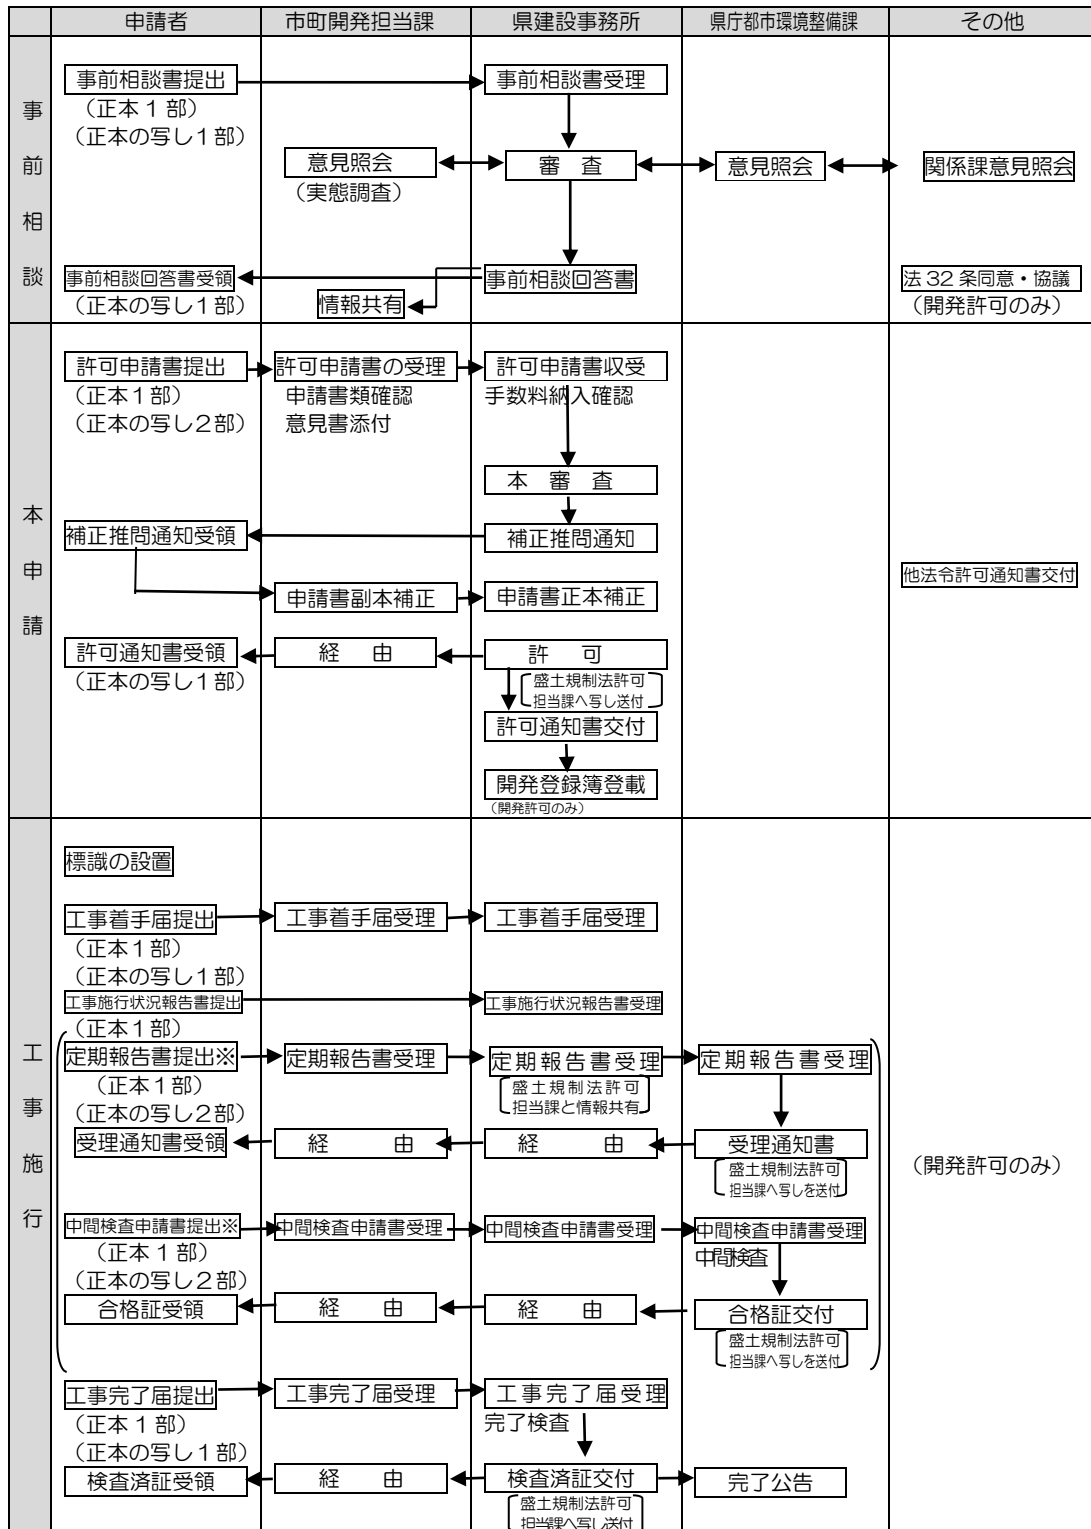 申請者 市町開発担当課 県建設事務所 県庁都市環境整備課 その他
事前相談
事前相談書提出 事前相談書受理
（正本１部）
（正本の写し１部）
意見照会 審　査 意見照会 関係課意見照会
（実態調査）
事前相談回答書受領 事前相談回答書 法 32 条同意・協議
（正本の写し１部） 情報共有 （開発許可のみ）
本申請
許可申請書提出 許可申請書の受理 許可申請書収受
（正本１部） 申請書類確認 手数料納入確認
（正本の写し２部） 意見書添付
本　審　査
補正推問通知受領 補正推問通知
他法令許可通知書交付
申請書副本補正 申請書正本補正
許可通知書受領 経　由 許　可
（正本の写し１部） 盛土規制法許可
担当課へ写し送付
許可通知書交付
開発登録簿登載
（開発許可のみ）
工事施行
標識の設置
工事着手届提出 工事着手届受理 工事着手届受理
（正本１部）
（正本の写し１部）
工事施行状況報告書提出 工事施行状況報告書受理
（正本１部）
定期報告書提出※ 定期報告書受理 定期報告書受理 定期報告書受理
（正本１部） 盛土規制法許可
（正本の写し２部） 担当課と情報共有
受理通知書受領 経　由 経　由 受理通知書
盛土規制法許可 （開発許可のみ）
担当課へ写しを送付
中間検査申請書提出※ 中間検査申請書受理 中間検査申請書受理 中間検査申請書受理
（正本１部） 中間検査
（正本の写し２部）
合格証受領 経　由 経　由 合格証交付
盛土規制法許可
担当課へ写しを送付
工事完了届提出 工事完了届受理 工事完了届受理
（正本１部） 完了検査
（正本の写し１部）
検査済証受領 経　由 検査済証交付 完了公告
盛土規制法許可
担当課へ写し送付